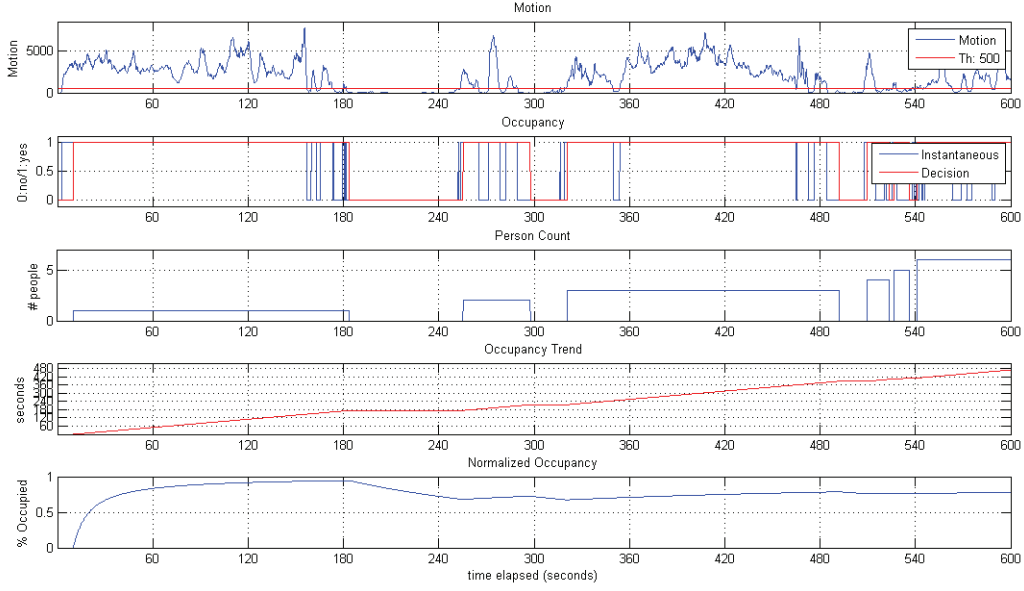 Motion
Motion
5000
0
Motion
Th: 500
60 120 180 240 300 360 420 480 540 600
Occupancy
0:no/1:yes
1
0.5
0
Instantaneous
Decision
60 120 180 240 300 360 420 480 540 600
Person Count
# people
5
0
60 120 180 240 300 360 420 480 540 600
Occupancy Trend
seconds
480
420
360
300
240
180
120
60
60 120 180 240 300 360 420 480 540 600
Normalized Occupancy
% Occupied
1
0.5
0
60 120 180 240 300 360 420 480 540 600
time elapsed (seconds)